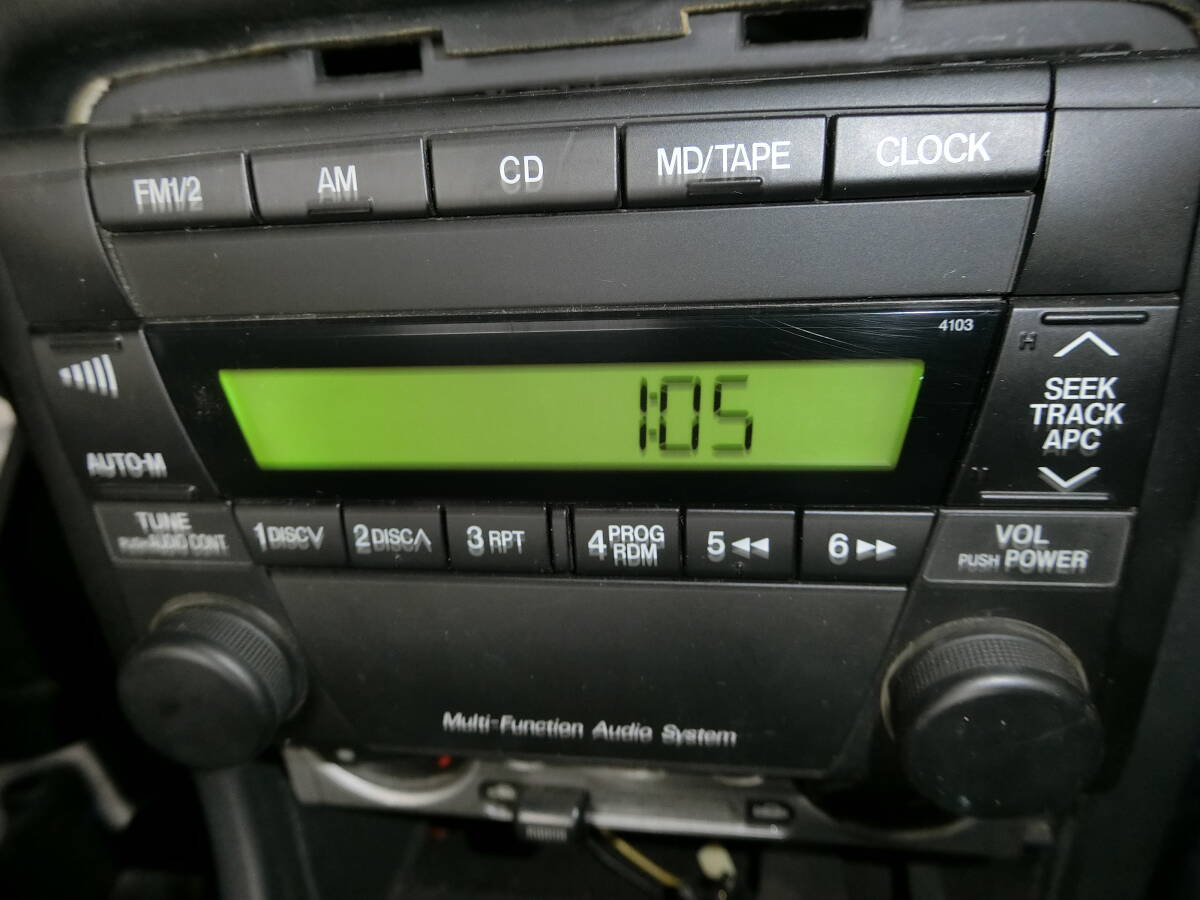 FM1/2 AM CD MD/TAPE CLOCK
4103
1:05
H
SEEK
TRACK
APC
AUTO-M
TUNE
PUSH AUDIO CONT
1 DISC∨ 2 DISC∧ 3 RPT 4 PROG RDM 5 ◀◀ 6 ▶▶
VOL
PUSH POWER
Multi-Function Audio System